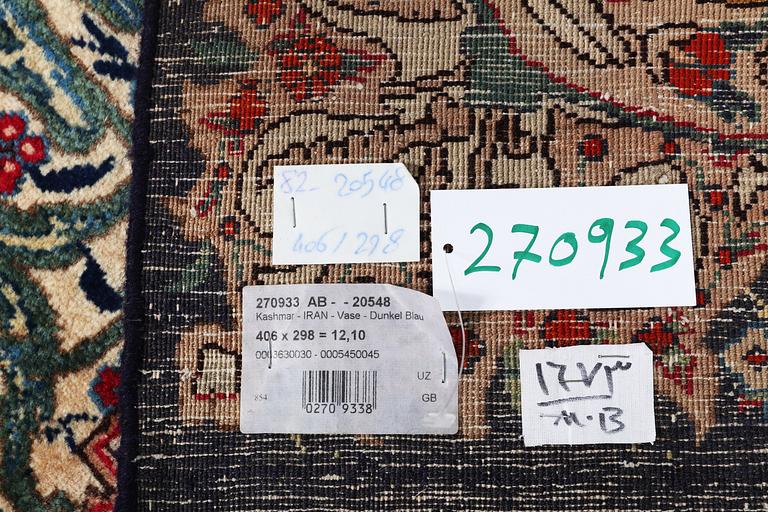 82- 20548
406/298
270933
270933 AB - - 20548
Kashmar - IRAN - Vase - Dunkel Blau
406 x 298 = 12,10
0003630030 - 0005450045
UZ
854
GB
0270 9338